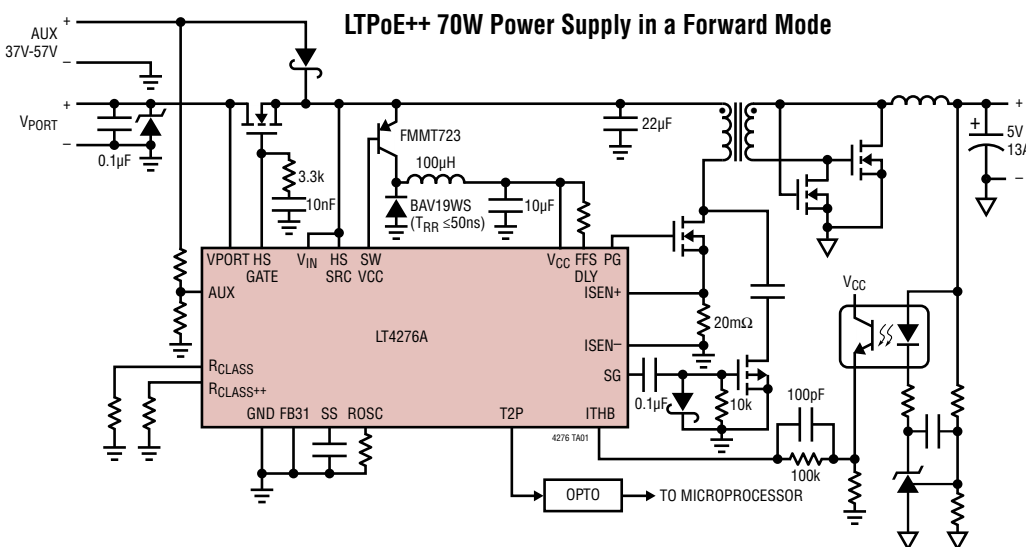 LTPoE++ 70W Power Supply in a Forward Mode
AUX
37V-57V
+
–
+
VPORT
–
0.1µF
3.3k
10nF
FMMT723
100µH
BAV19WS
(TRR ≤50ns)
10µF
22µF
+
+
5V
13A
–
VPORT
HS
GATE
VIN
HS
SRC
SW
VCC
VCC
FFS
DLY
PG
AUX
ISEN+
LT4276A
20mΩ
ISEN–
RCLASS
RCLASS++
SG
0.1µF
10k
GND
FB31
SS
ROSC
T2P
ITHB
4276 TA01
VCC
100pF
100k
OPTO
TO MICROPROCESSOR